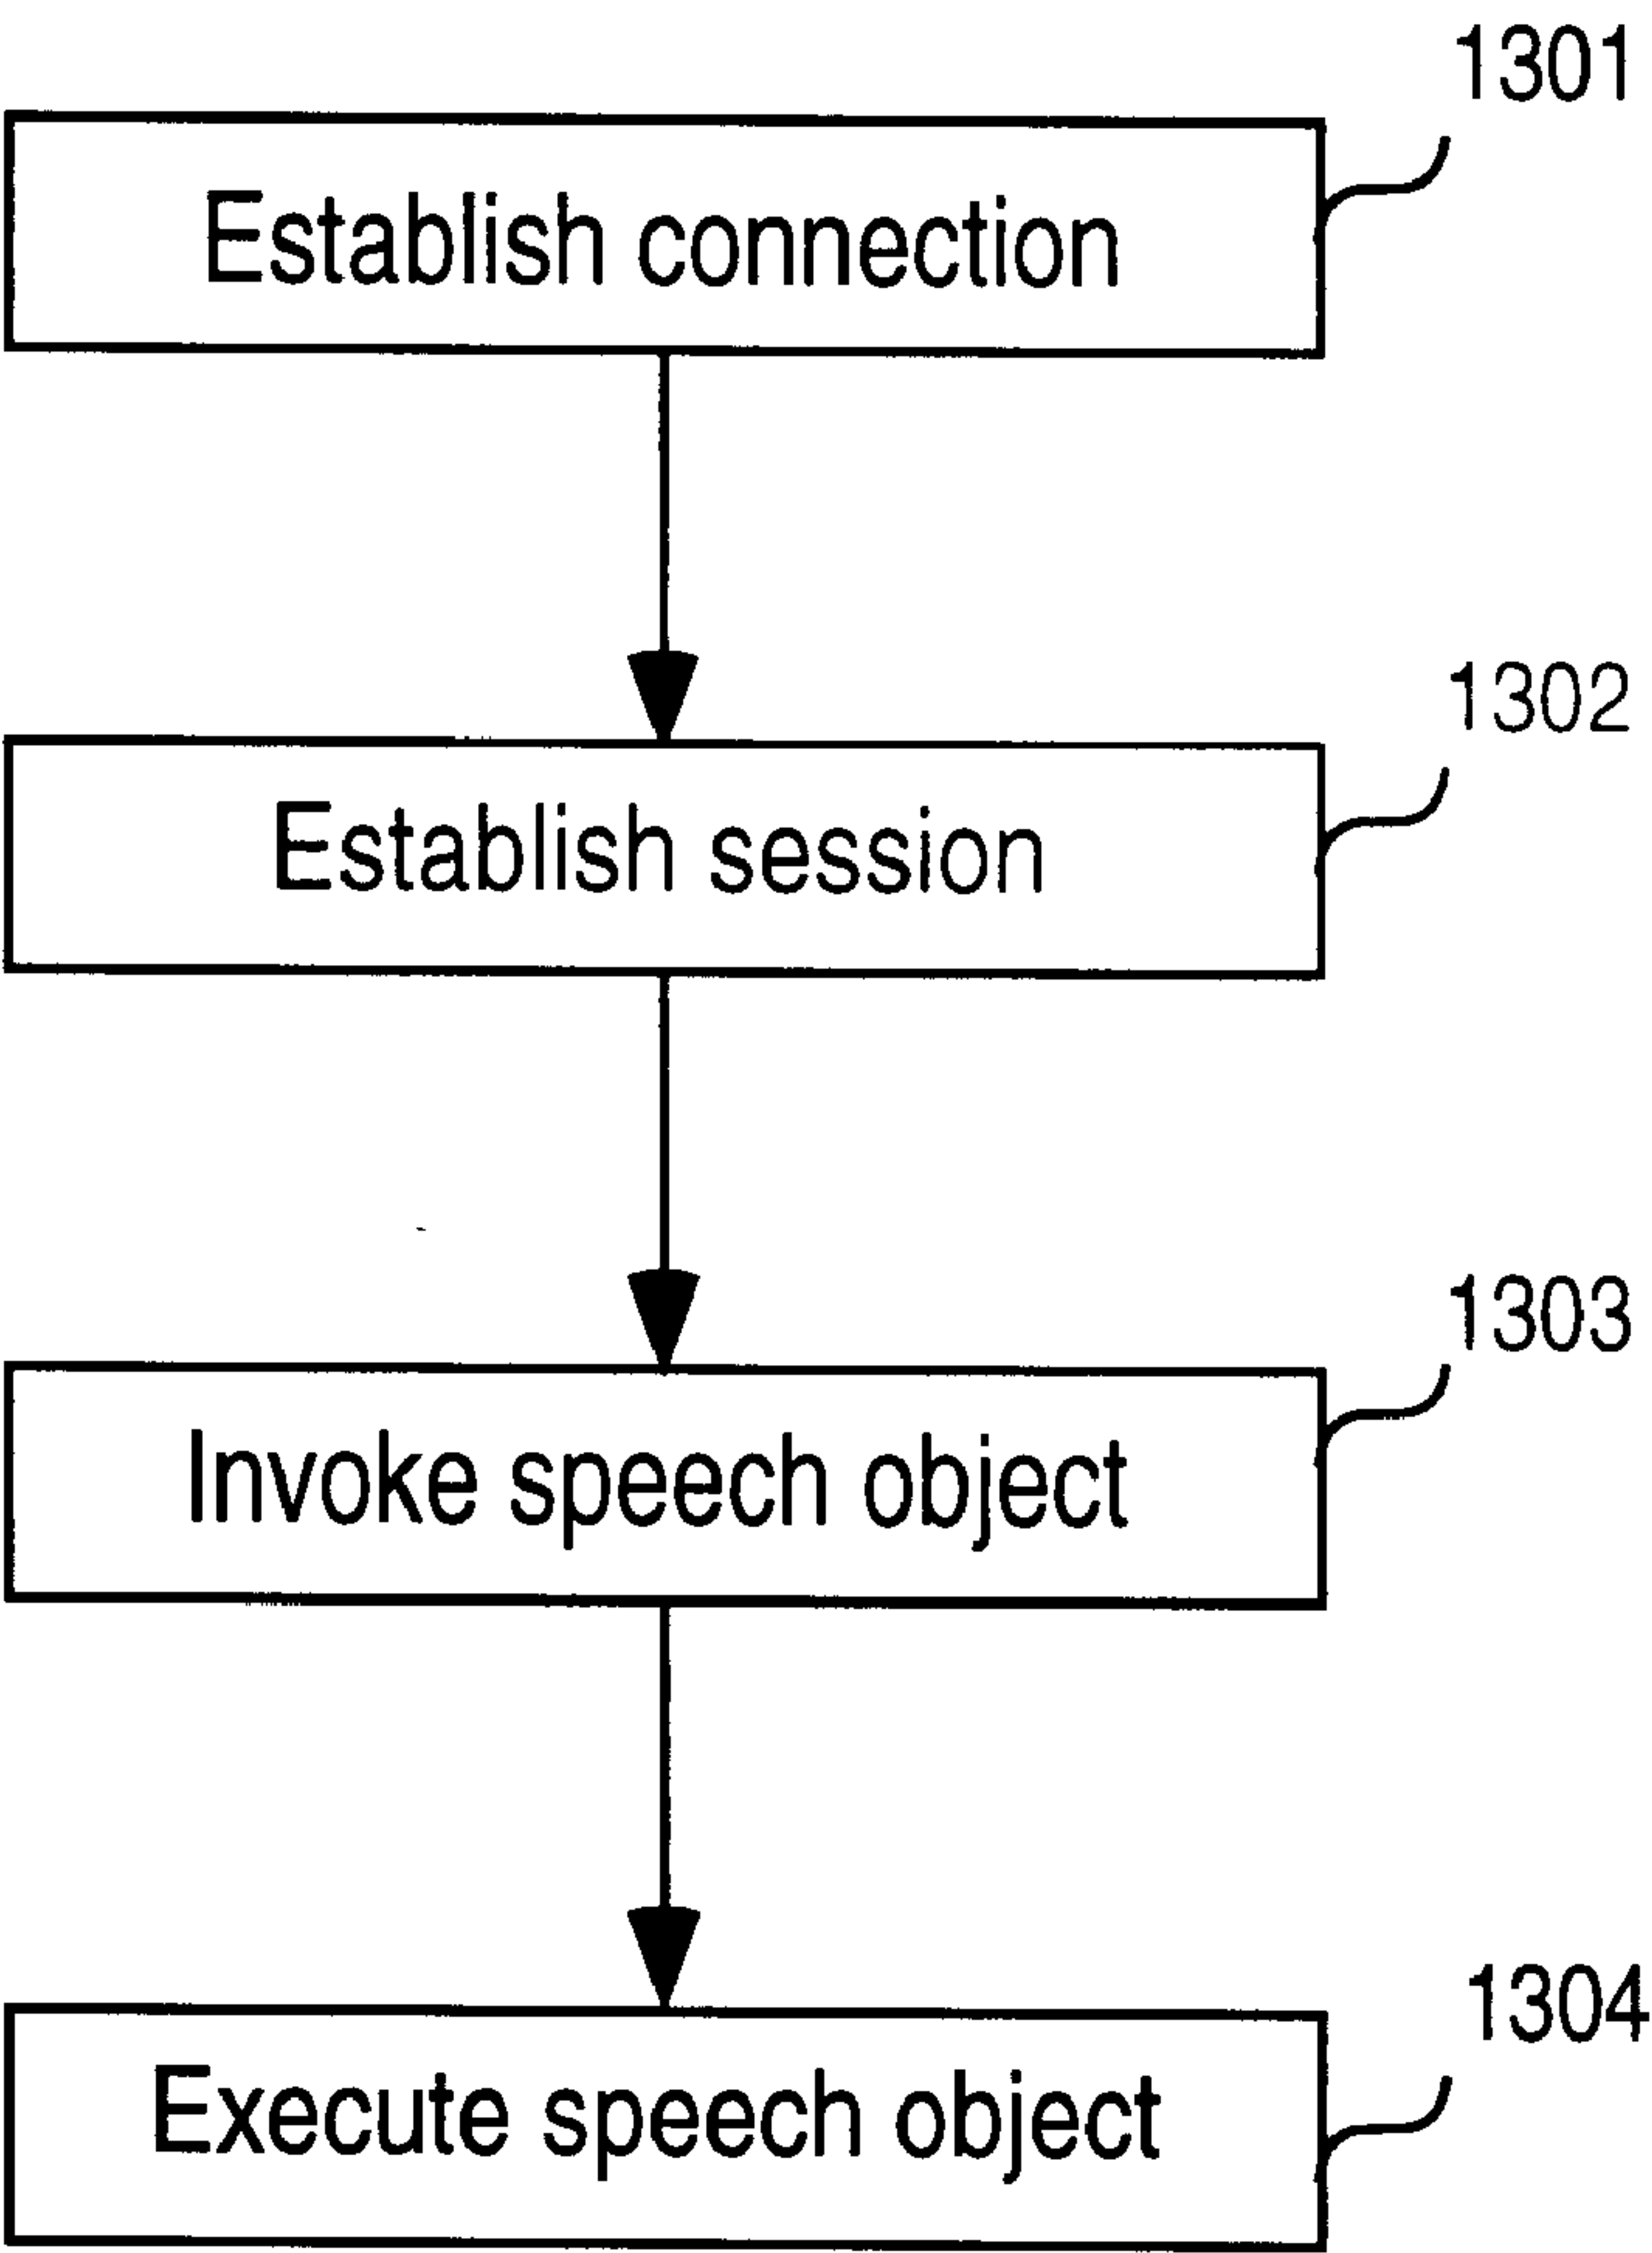 1301
Establish connection
1302
Establish session
1303
Invoke speech object
1304
Execute speech object